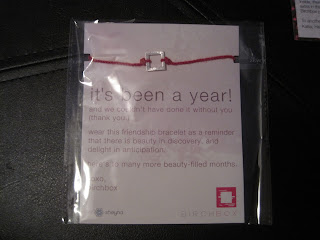 it's been a year!
and we couldn't have done it without you
(thank you)
wear this friendship bracelet as a reminder
that there is beauty in discovery, and
delight in anticipation.
here's to many more beauty-filled months.
xoxo,
birchbox
BIRCHBOX